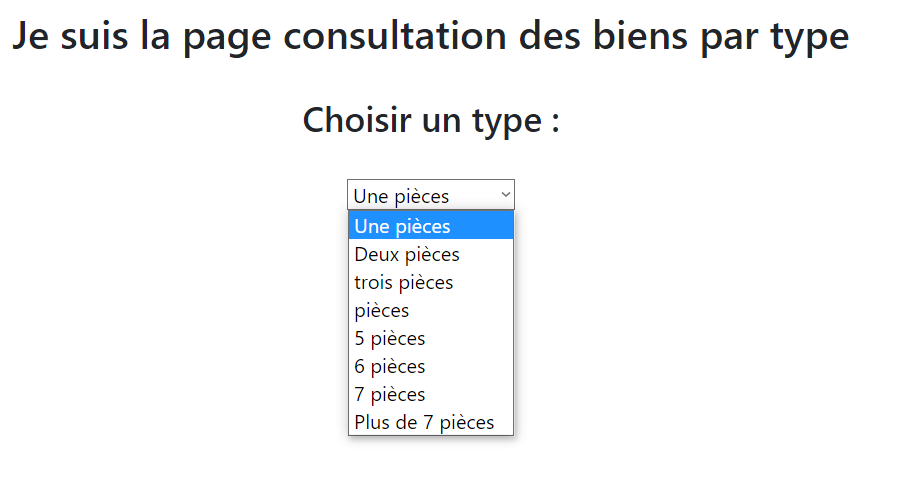 Je suis la page consultation des biens par type
Choisir un type :
Une pièces
Une pièces
Deux pièces
trois pièces
pièces
5 pièces
6 pièces
7 pièces
Plus de 7 pièces